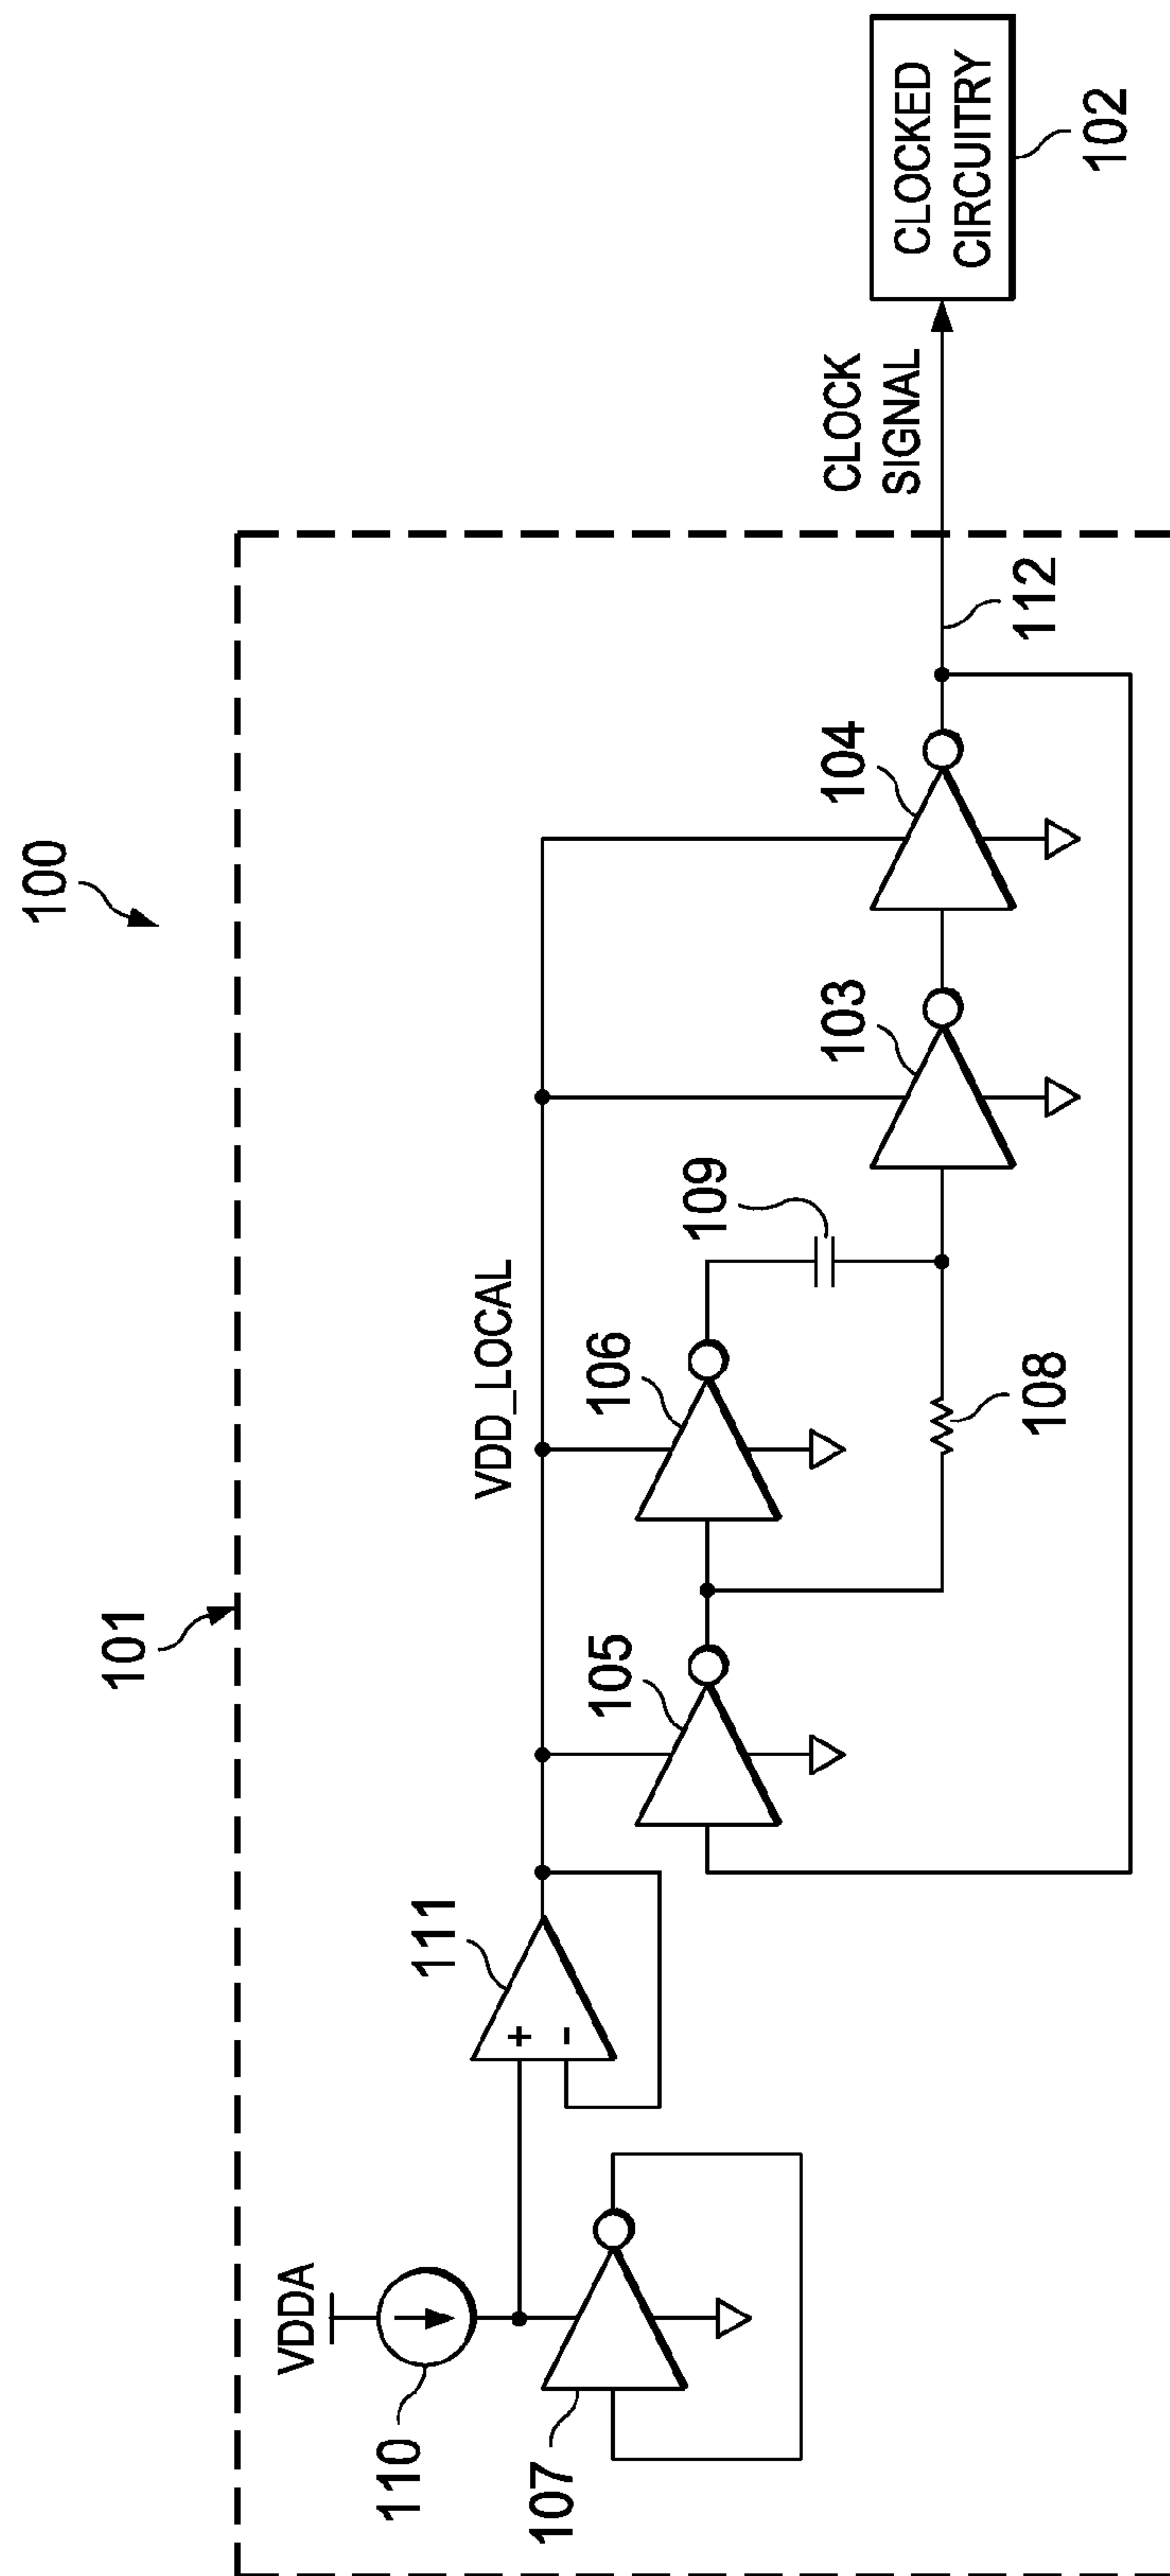 100
101
VDDA
110
107
111
+
-
VDD_LOCAL
105
106
109
108
103
104
112
CLOCK
SIGNAL
CLOCKED
CIRCUITRY
102